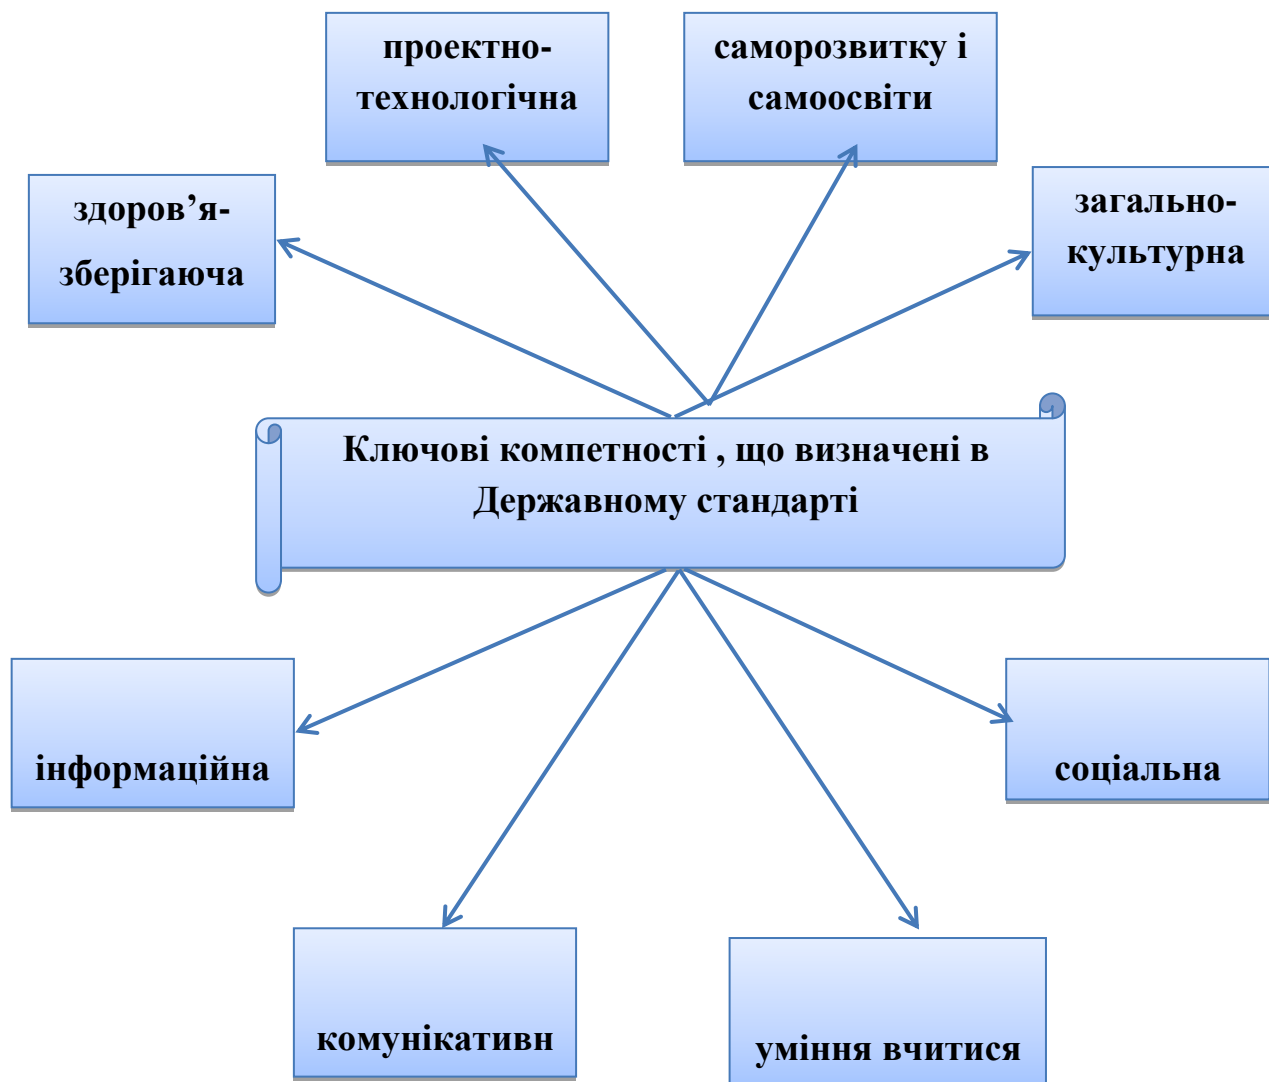 проектно-
технологічна
саморозвитку і
самоосвіти
здоров’я-
зберігаюча
загально-
культурна
Ключові компетності , що визначені в
Державному стандарті
інформаційна
соціальна
комунікативн
уміння вчитися